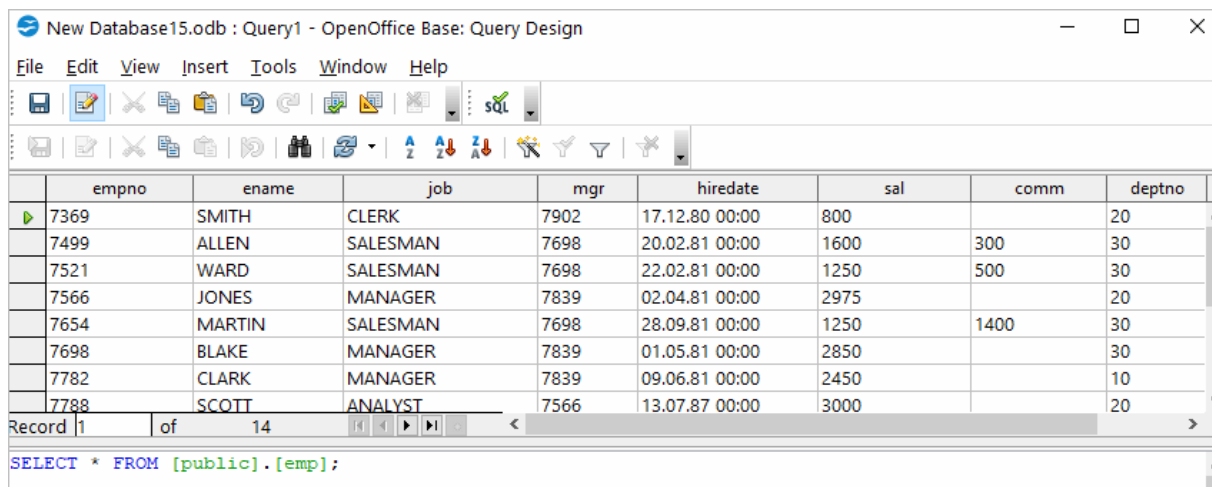 New Database15.odb : Query1 - OpenOffice Base: Query Design
File Edit View Insert Tools Window Help
SQL
empno ename job mgr hiredate sal comm deptno
7369 SMITH CLERK 7902 17.12.80 00:00 800 20
7499 ALLEN SALESMAN 7698 20.02.81 00:00 1600 300 30
7521 WARD SALESMAN 7698 22.02.81 00:00 1250 500 30
7566 JONES MANAGER 7839 02.04.81 00:00 2975 20
7654 MARTIN SALESMAN 7698 28.09.81 00:00 1250 1400 30
7698 BLAKE MANAGER 7839 01.05.81 00:00 2850 30
7782 CLARK MANAGER 7839 09.06.81 00:00 2450 10
7788 SCOTT ANALYST 7566 13.07.87 00:00 3000 20
Record 1 of 14
SELECT * FROM [public].[emp];